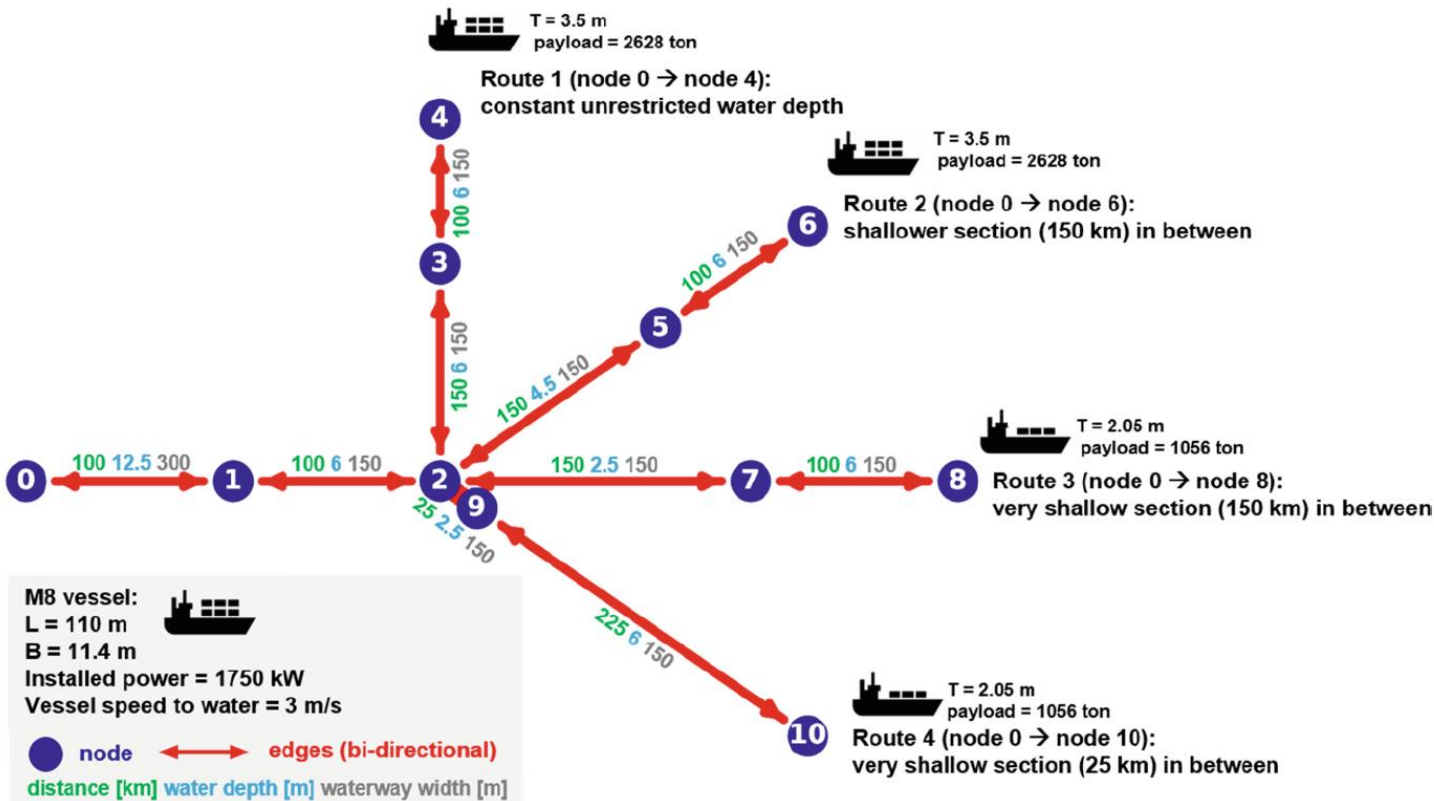 T = 3.5 m
payload = 2628 ton
Route 1 (node 0 → node 4):
constant unrestricted water depth
4
100 6 150
3
150 6 150
T = 3.5 m
payload = 2628 ton
Route 2 (node 0 → node 6):
shallower section (150 km) in between
6
100 6 150
5
150 4.5 150
0
100 12.5 300
1
100 6 150
2
150 2.5 150
7
100 6 150
8
T = 2.05 m
payload = 1056 ton
Route 3 (node 0 → node 8):
very shallow section (150 km) in between
9
25 2.5 150
225 6 150
10
T = 2.05 m
payload = 1056 ton
Route 4 (node 0 → node 10):
very shallow section (25 km) in between
M8 vessel:
L = 110 m
B = 11.4 m
Installed power = 1750 kW
Vessel speed to water = 3 m/s
node edges (bi-directional)
distance [km] water depth [m] waterway width [m]